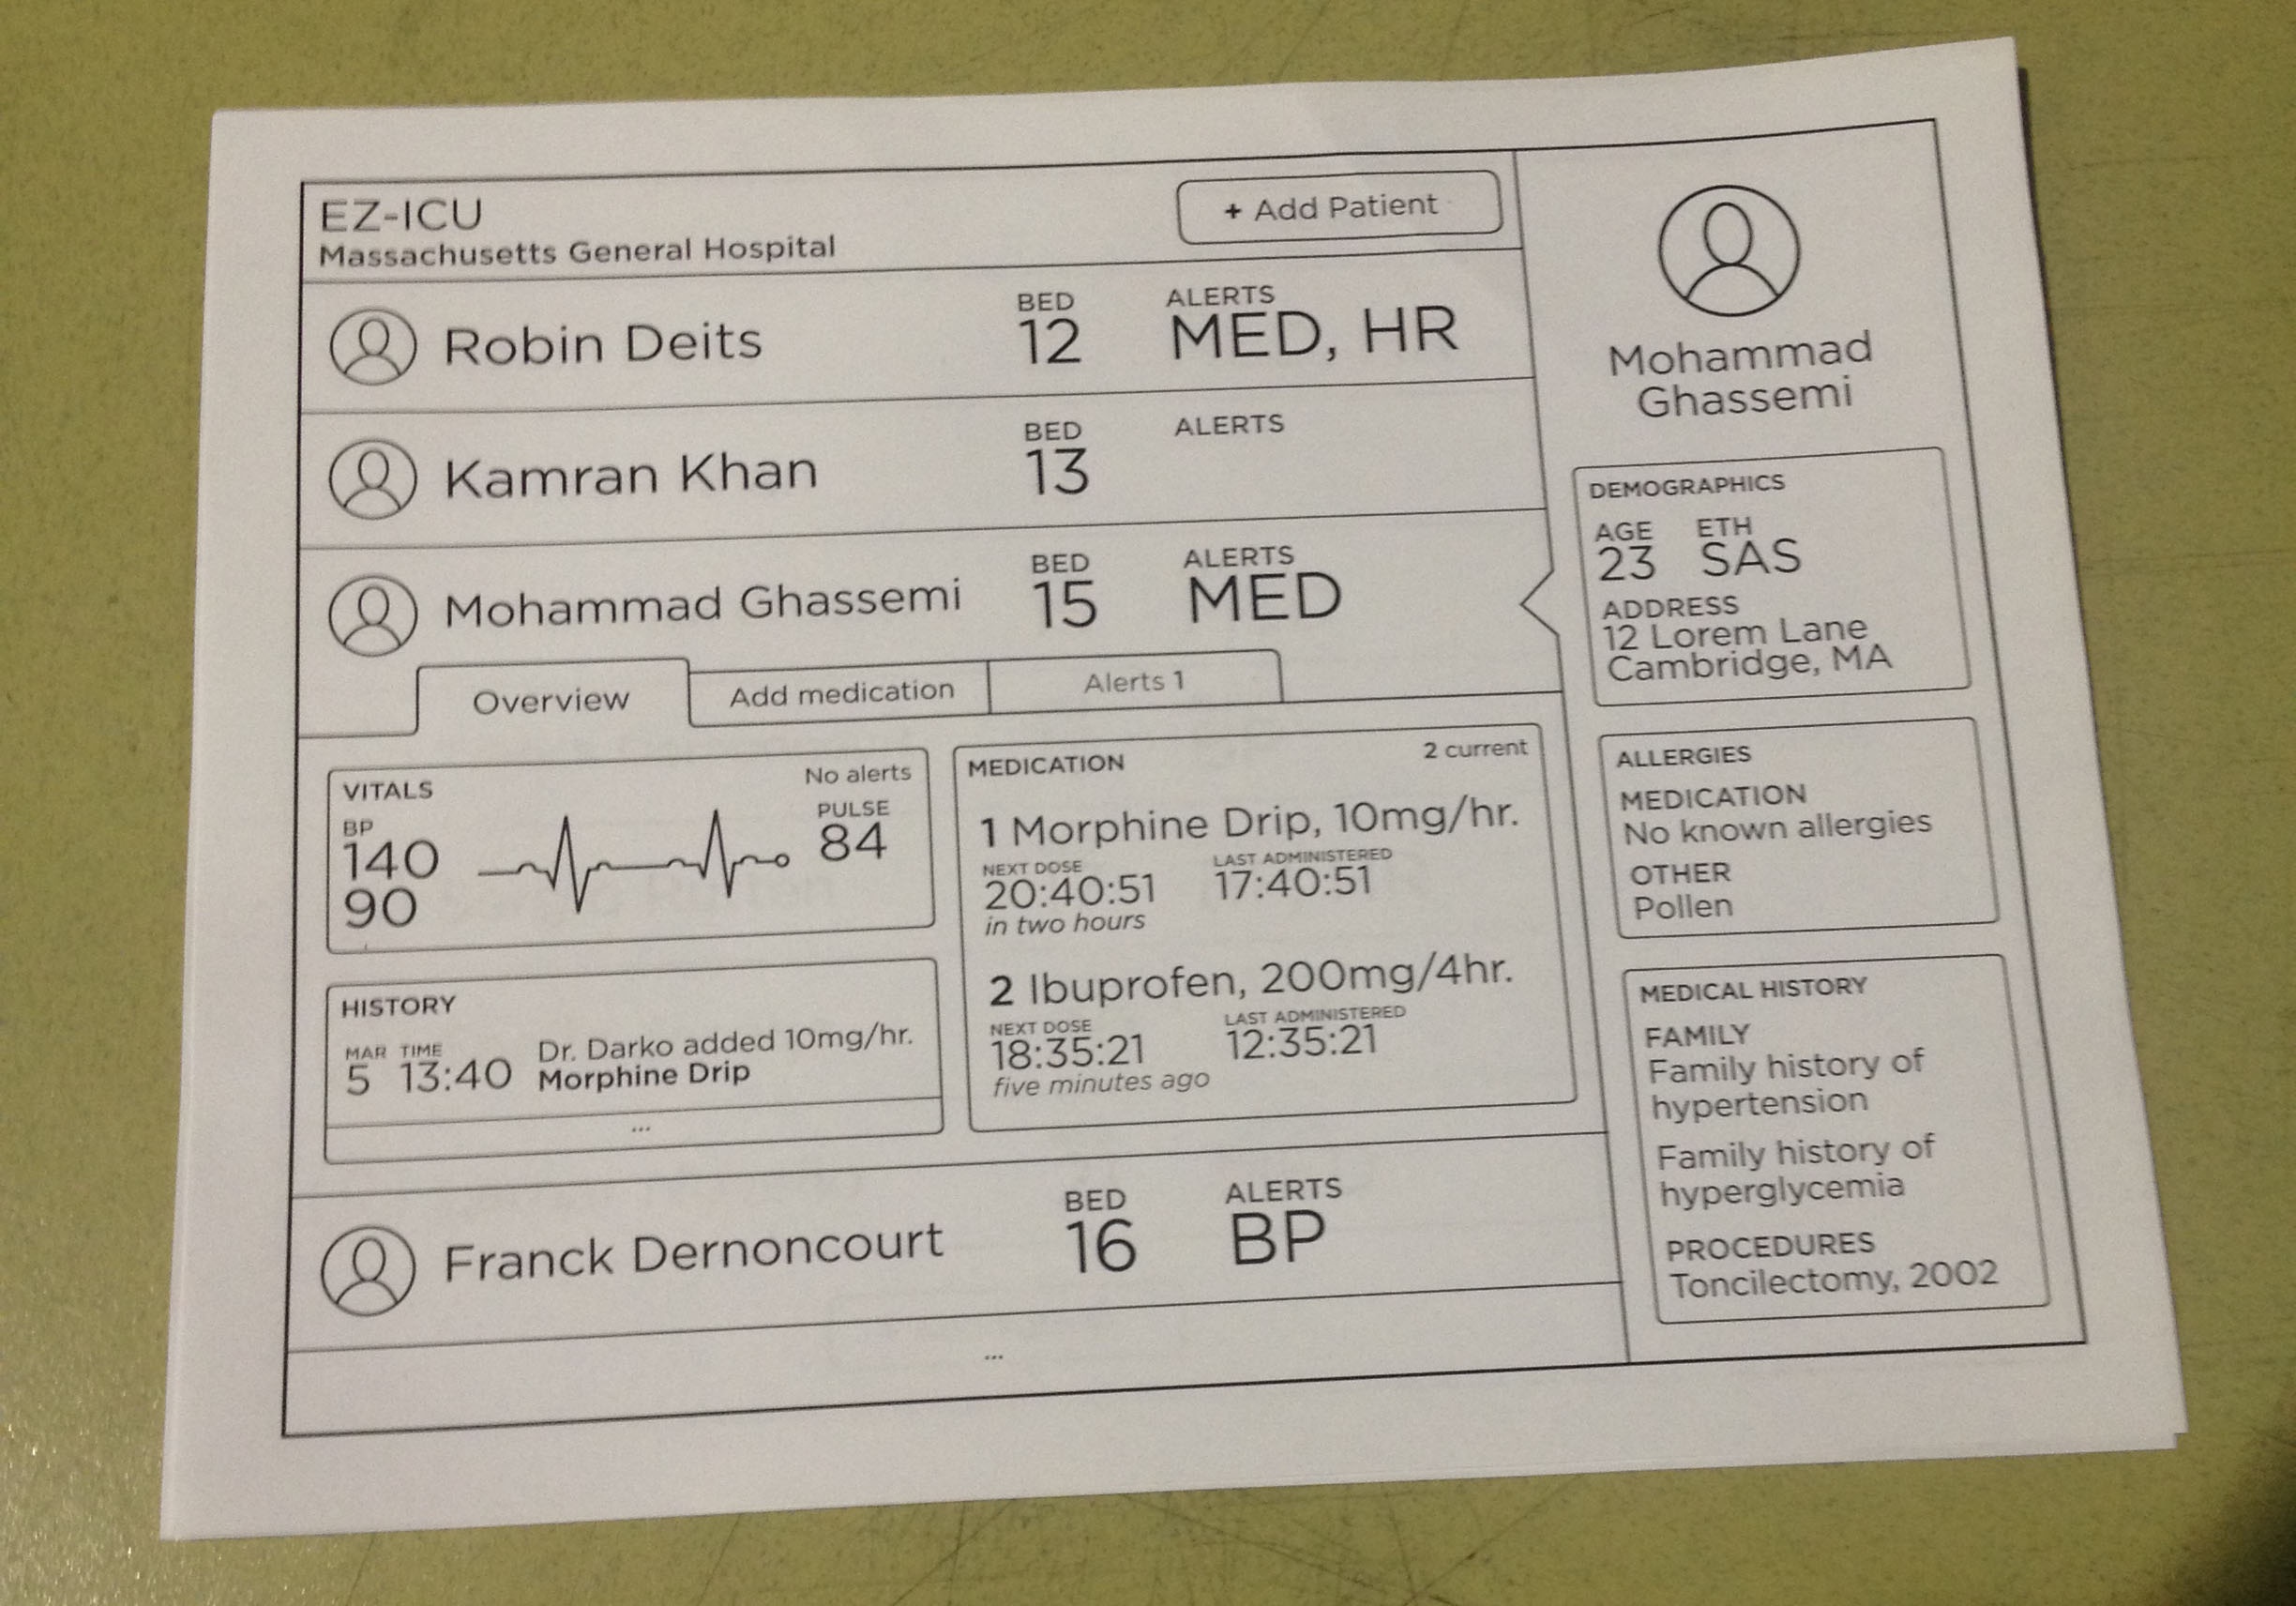 EZ-ICU
Massachusetts General Hospital
+ Add Patient
Robin Deits
BED
12
ALERTS
MED, HR
Kamran Khan
BED
13
ALERTS
Mohammad Ghassemi
BED
15
ALERTS
MED
Overview
Add medication
Alerts 1
VITALS
No alerts
BP
140
90
PULSE
84
HISTORY
MAR TIME
5 13:40
Dr. Darko added 10mg/hr.
Morphine Drip
...
MEDICATION
2 current
1 Morphine Drip, 10mg/hr.
NEXT DOSE
20:40:51
in two hours
LAST ADMINISTERED
17:40:51
2 Ibuprofen, 200mg/4hr.
NEXT DOSE
18:35:21
five minutes ago
LAST ADMINISTERED
12:35:21
Franck Dernoncourt
BED
16
ALERTS
BP
...
Mohammad
Ghassemi
DEMOGRAPHICS
AGE ETH
23 SAS
ADDRESS
12 Lorem Lane
Cambridge, MA
ALLERGIES
MEDICATION
No known allergies
OTHER
Pollen
MEDICAL HISTORY
FAMILY
Family history of
hypertension
Family history of
hyperglycemia
PROCEDURES
Toncilectomy, 2002